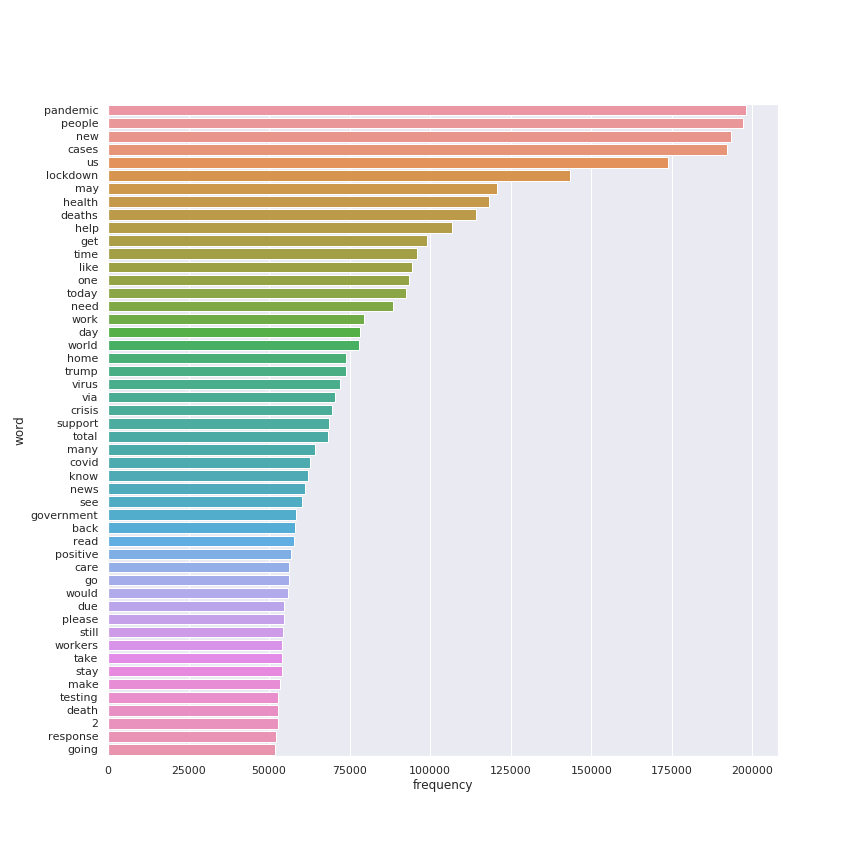 pandemic
people
new
cases
us
lockdown
may
health
deaths
help
get
time
like
one
today
need
work
day
world
home
trump
virus
via
crisis
support
total
many
covid
know
news
see
government
back
read
positive
care
go
would
due
please
still
workers
take
stay
make
testing
death
2
response
going
word
0 25000 50000 75000 100000 125000 150000 175000 200000
frequency